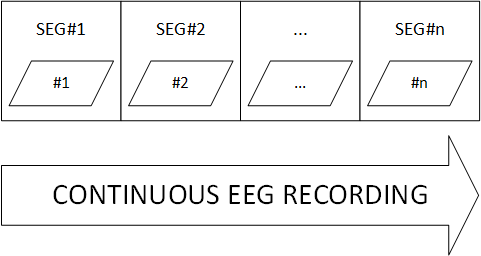 SEG#1 SEG#2 ... SEG#n
#1 #2 ... #n
CONTINUOUS EEG RECORDING